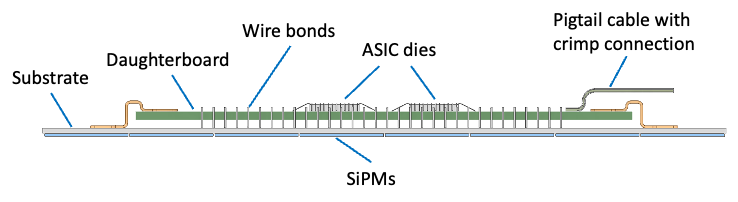 Pigtail cable with
crimp connection
Wire bonds
ASIC dies
Daughterboard
Substrate
SiPMs